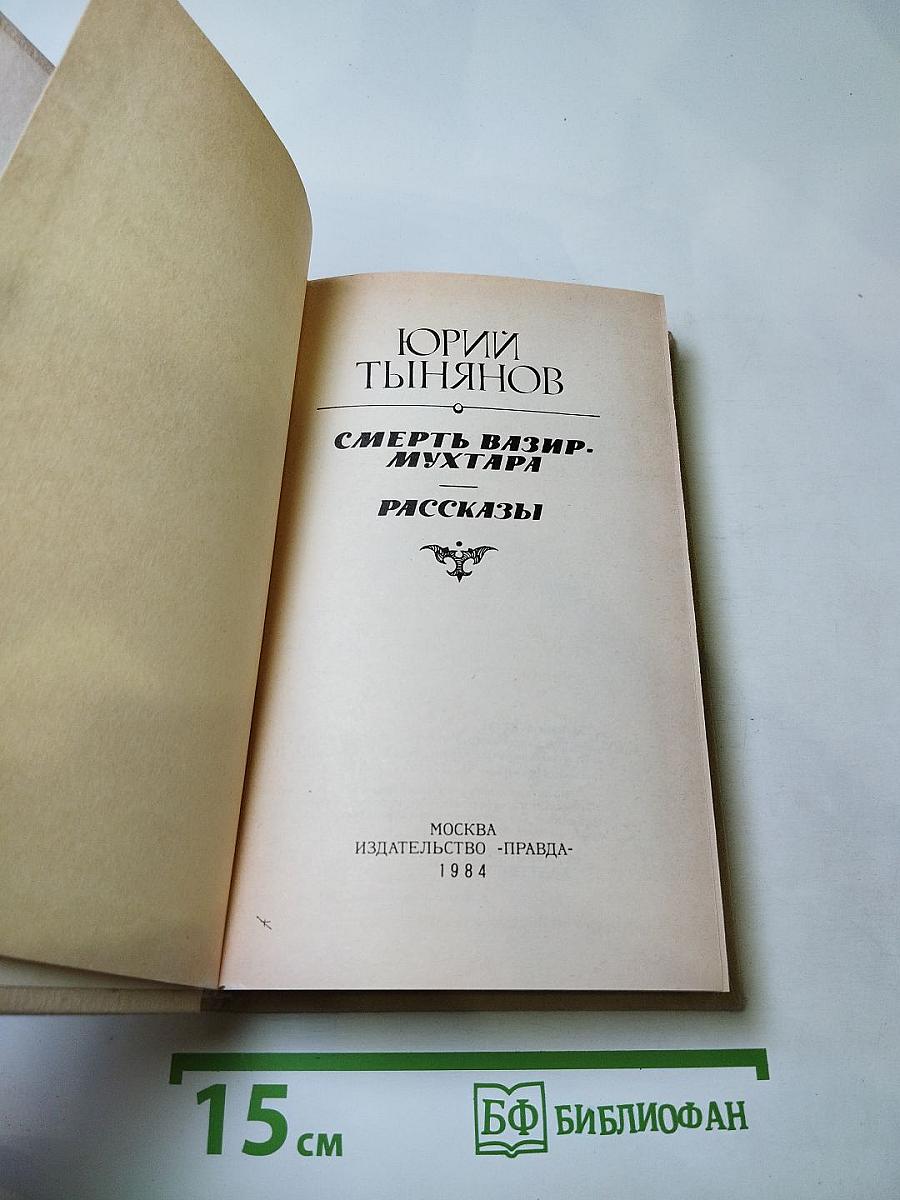 ЮРИЙ
ТЫНЯНОВ
СМЕРТЬ ВАЗИР-
МУХТАРА
РАССКАЗЫ
МОСКВА
ИЗДАТЕЛЬСТВО «ПРАВДА»
1984
15 см
БФ БИБЛИОФАН